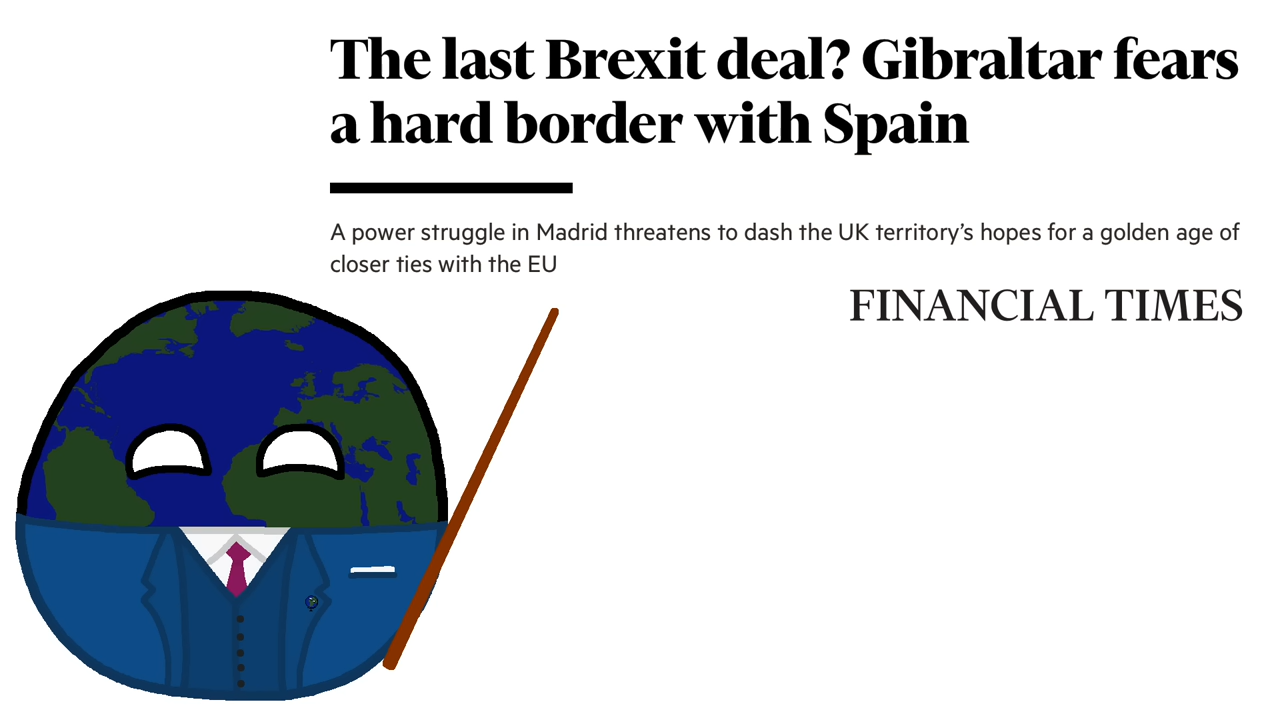 The last Brexit deal? Gibraltar fears
a hard border with Spain
A power struggle in Madrid threatens to dash the UK territory’s hopes for a golden age of
closer ties with the EU
FINANCIAL TIMES